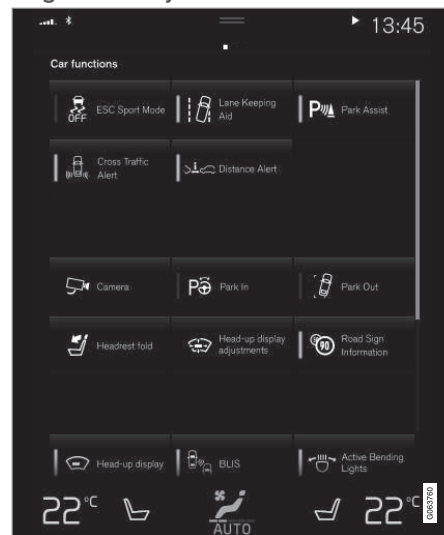 13:45
Car functions
OFF
ESC Sport Mode
Lane Keeping
Aid
P
Park Assist
Cross Traffic
Alert
Distance Alert
Camera
P
Park In
Park Out
Headrest fold
Head-up display
adjustments
90
Road Sign
Information
Head-up display
BLIS
Active Bending
Lights
22°C
AUTO
22°C
G063760